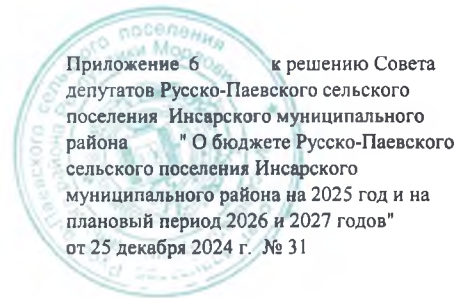 Приложение 6 к решению Совета
депутатов Русско-Паевского сельского
поселения Инсарского муниципального
района " О бюджете Русско-Паевского
сельского поселения Инсарского
муниципального района на 2025 год и на
плановый период 2026 и 2027 годов"
от 25 декабря 2024 г. № 31